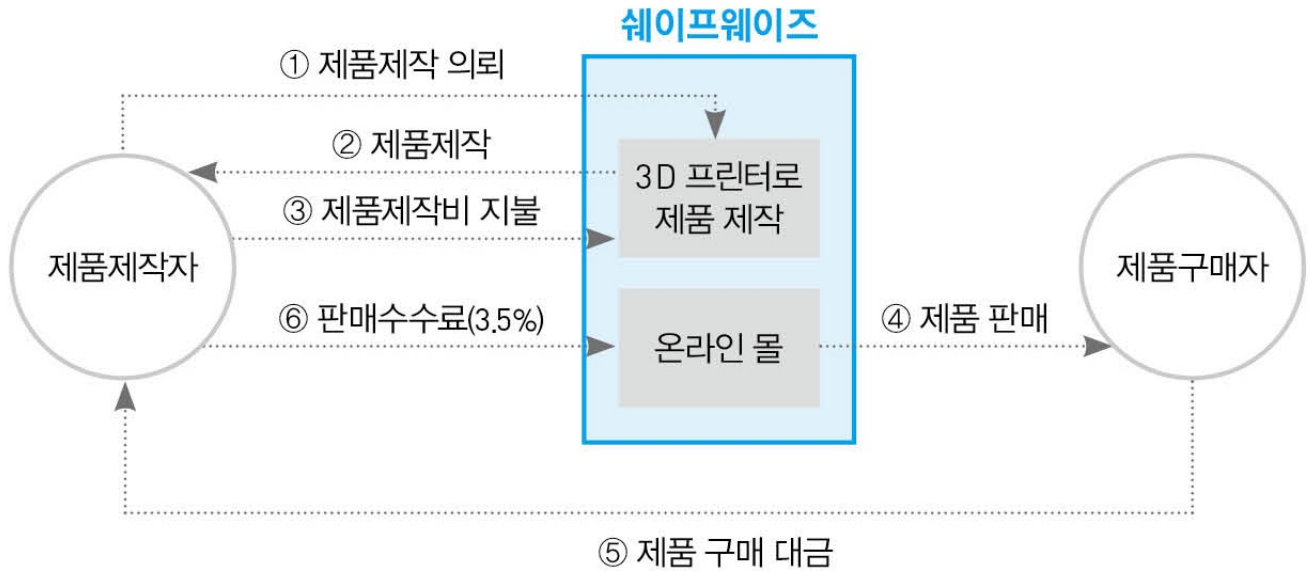 쉐이프웨이즈
① 제품제작 의뢰
② 제품제작
③ 제품제작비 지불
3D 프린터로
제품 제작
제품제작자
제품구매자
⑥ 판매수수료(3.5%)
온라인 몰
④ 제품 판매
⑤ 제품 구매 대금